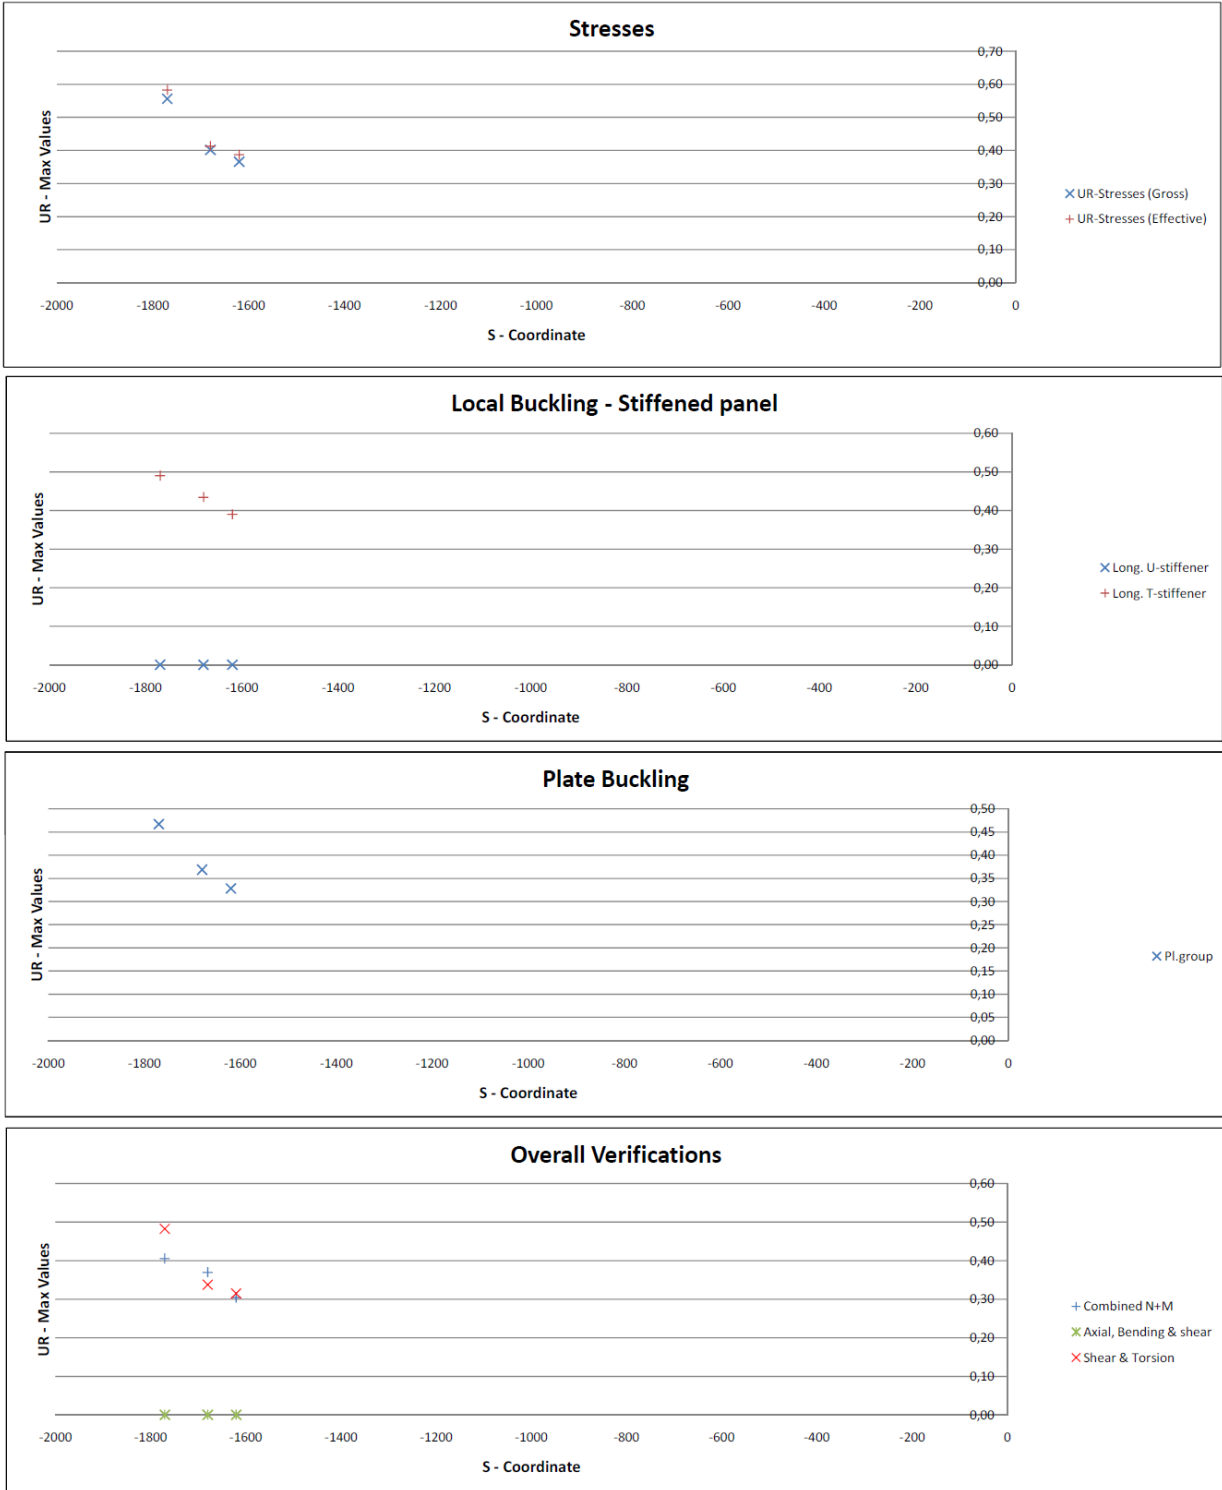 Stresses
0,70
0,60
0,50
0,40
0,30
0,20
0,10
0,00
UR - Max Values
-2000 -1800 -1600 -1400 -1200 -1000 -800 -600 -400 -200 0
S - Coordinate
UR-Stresses (Gross)
UR-Stresses (Effective)
Local Buckling - Stiffened panel
0,60
0,50
0,40
0,30
0,20
0,10
0,00
UR - Max Values
-2000 -1800 -1600 -1400 -1200 -1000 -800 -600 -400 -200 0
S - Coordinate
Long. U-stiffener
Long. T-stiffener
Plate Buckling
0,50
0,45
0,40
0,35
0,30
0,25
0,20
0,15
0,10
0,05
0,00
UR - Max Values
-2000 -1800 -1600 -1400 -1200 -1000 -800 -600 -400 -200 0
S - Coordinate
Pl.group
Overall Verifications
0,60
0,50
0,40
0,30
0,20
0,10
0,00
UR - Max Values
-2000 -1800 -1600 -1400 -1200 -1000 -800 -600 -400 -200 0
S - Coordinate
Combined N+M
Axial, Bending & shear
Shear & Torsion